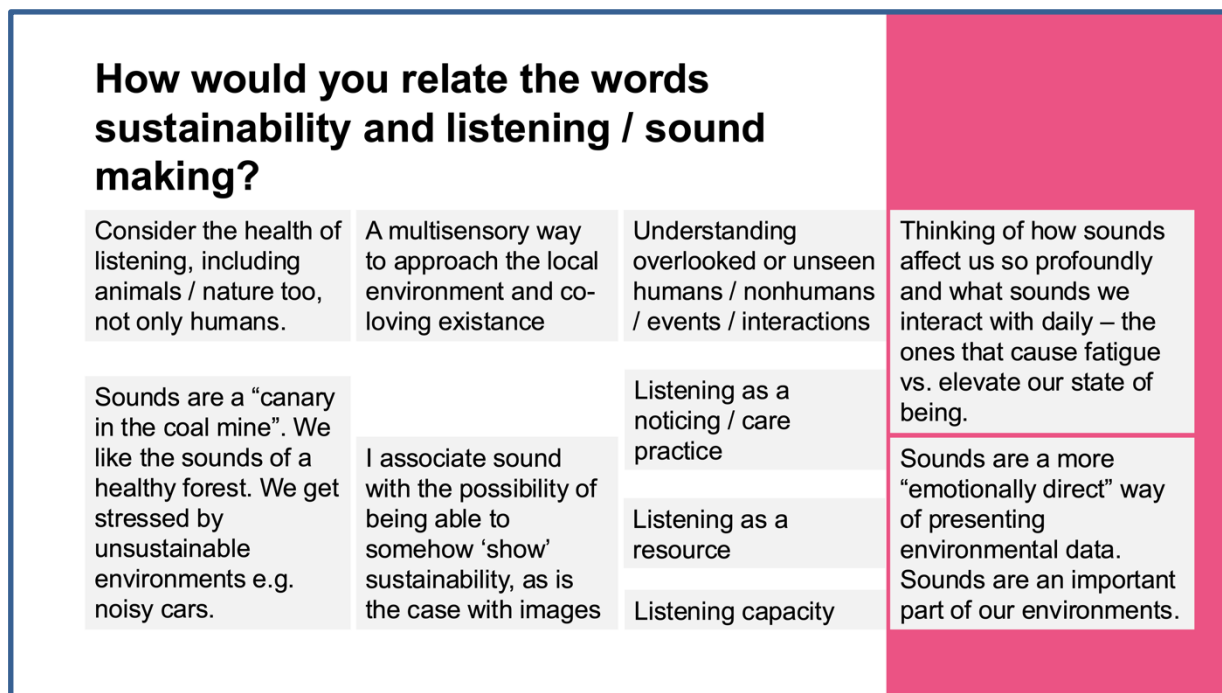 How would you relate the words
sustainability and listening / sound
making?
Consider the health of
listening, including
animals / nature too,
not only humans.
Sounds are a “canary
in the coal mine”. We
like the sounds of a
healthy forest. We get
stressed by
unsustainable
environments e.g.
noisy cars.
A multisensory way
to approach the local
environment and co-
loving existance
I associate sound
with the possibility of
being able to
somehow ‘show’
sustainability, as is
the case with images
Understanding
overlooked or unseen
humans / nonhumans
/ events / interactions
Listening as a
noticing / care
practice
Listening as a
resource
Listening capacity
Thinking of how sounds
affect us so profoundly
and what sounds we
interact with daily – the
ones that cause fatigue
vs. elevate our state of
being.
Sounds are a more
“emotionally direct” way
of presenting
environmental data.
Sounds are an important
part of our environments.